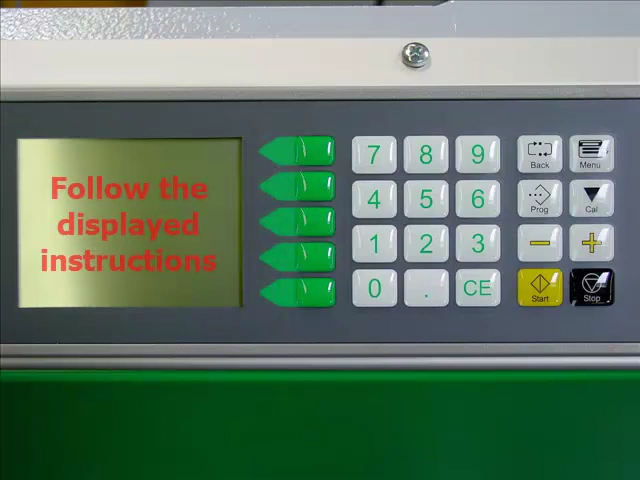 Follow the
displayed
instructions
7 8 9
4 5 6
1 2 3
0 . CE
Back Menu
Prog Cal
− +
Start Stop